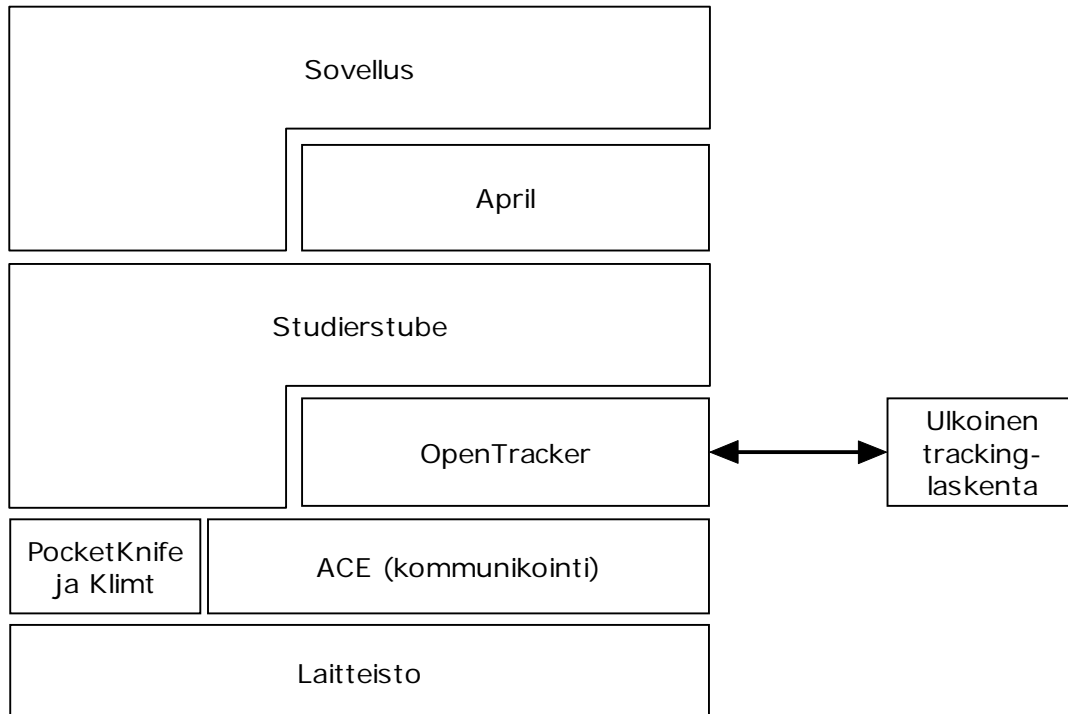 Sovellus
April
Studierstube
OpenTracker
Ulkoinen
tracking-
laskenta
PocketKnife
ja Klimt
ACE (kommunikointi)
Laitteisto